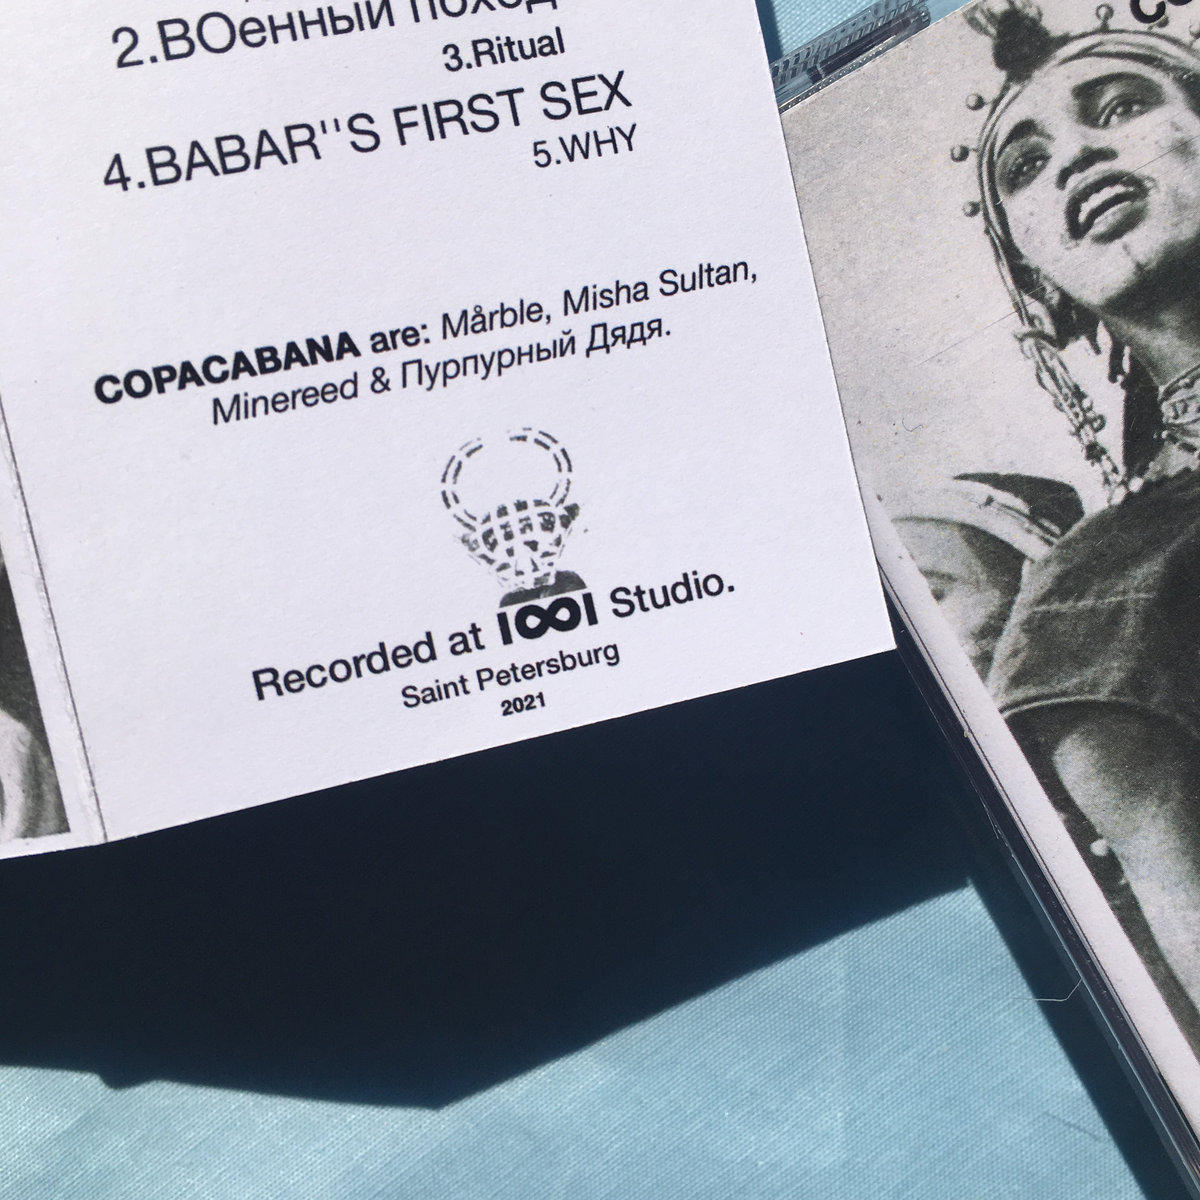 2.ВОенный поход
3.Ritual
4.BABAR''S FIRST SEX
5.WHY
COPACABANA are: Mårble, Misha Sultan,
Minereed & Пурпурный Дядя.
Recorded at 1001 Studio.
Saint Petersburg
2021